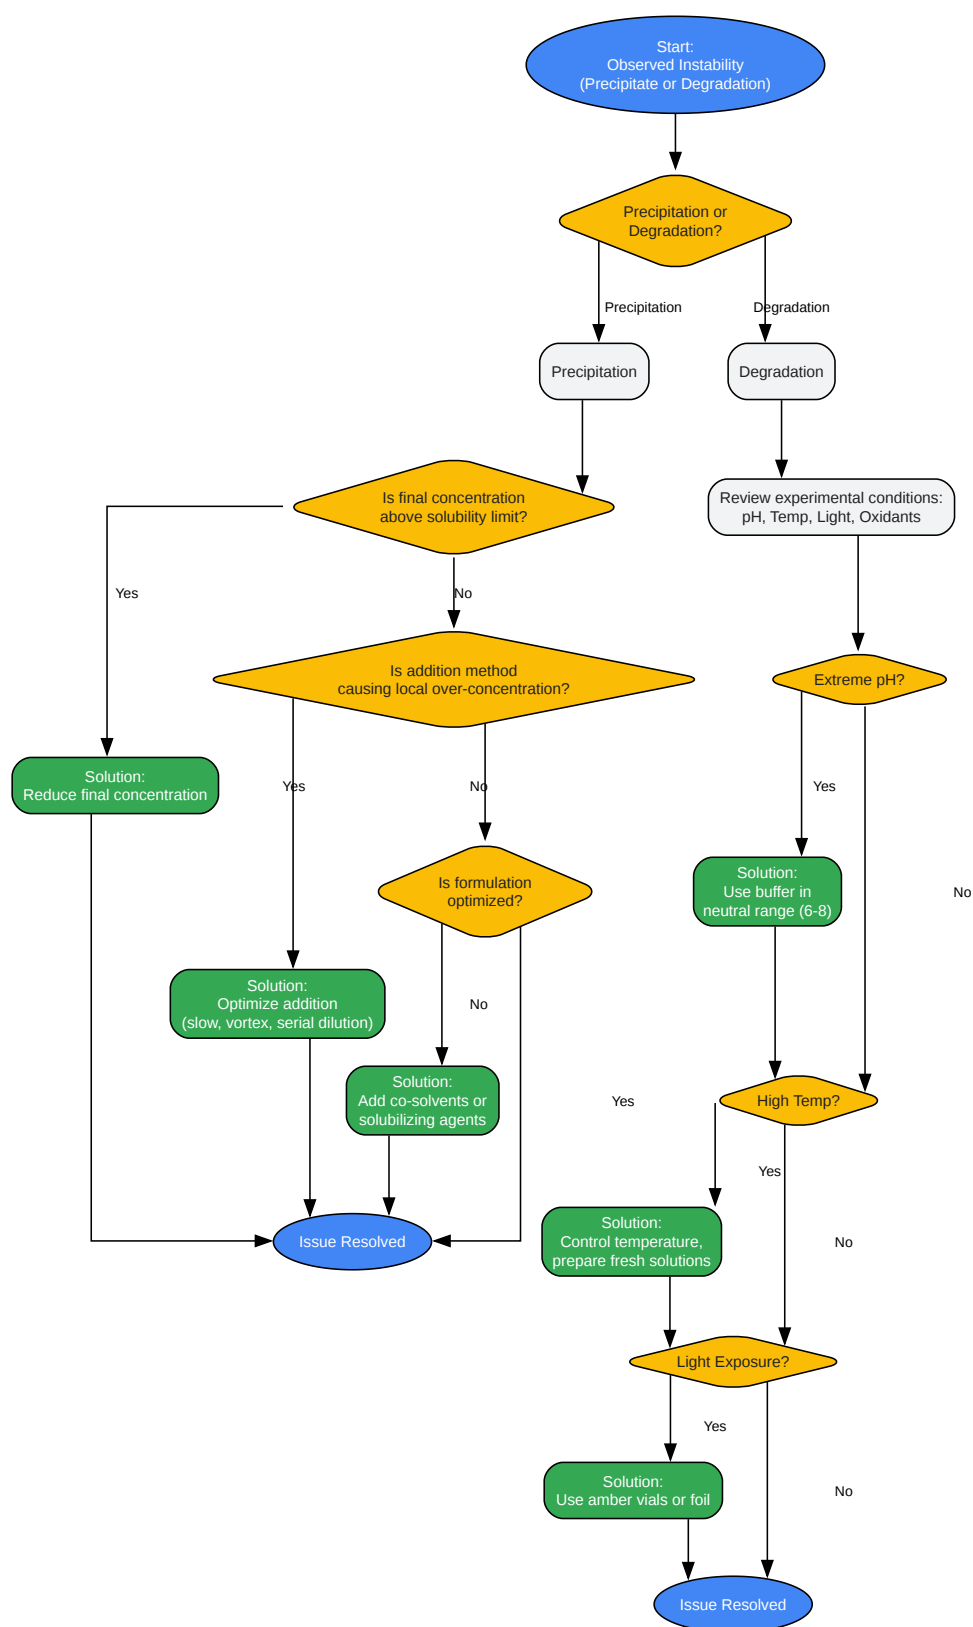 Start:
Observed Instability
(Precipitate or Degradation)
Precipitation or
Degradation?
Precipitation
Degradation
Precipitation
Degradation
Is final concentration
above solubility limit?
Review experimental conditions:
pH, Temp, Light, Oxidants
Yes
No
Is addition method
causing local over-concentration?
Extreme pH?
Solution:
Reduce final concentration
Yes
No
Yes
Is formulation
optimized?
Solution:
Use buffer in
neutral range (6-8)
No
Solution:
Optimize addition
(slow, vortex, serial dilution)
No
Solution:
Add co-solvents or
solubilizing agents
Yes
High Temp?
Yes
Issue Resolved
Solution:
Control temperature,
prepare fresh solutions
No
Light Exposure?
Yes
Solution:
Use amber vials or foil
No
Issue Resolved